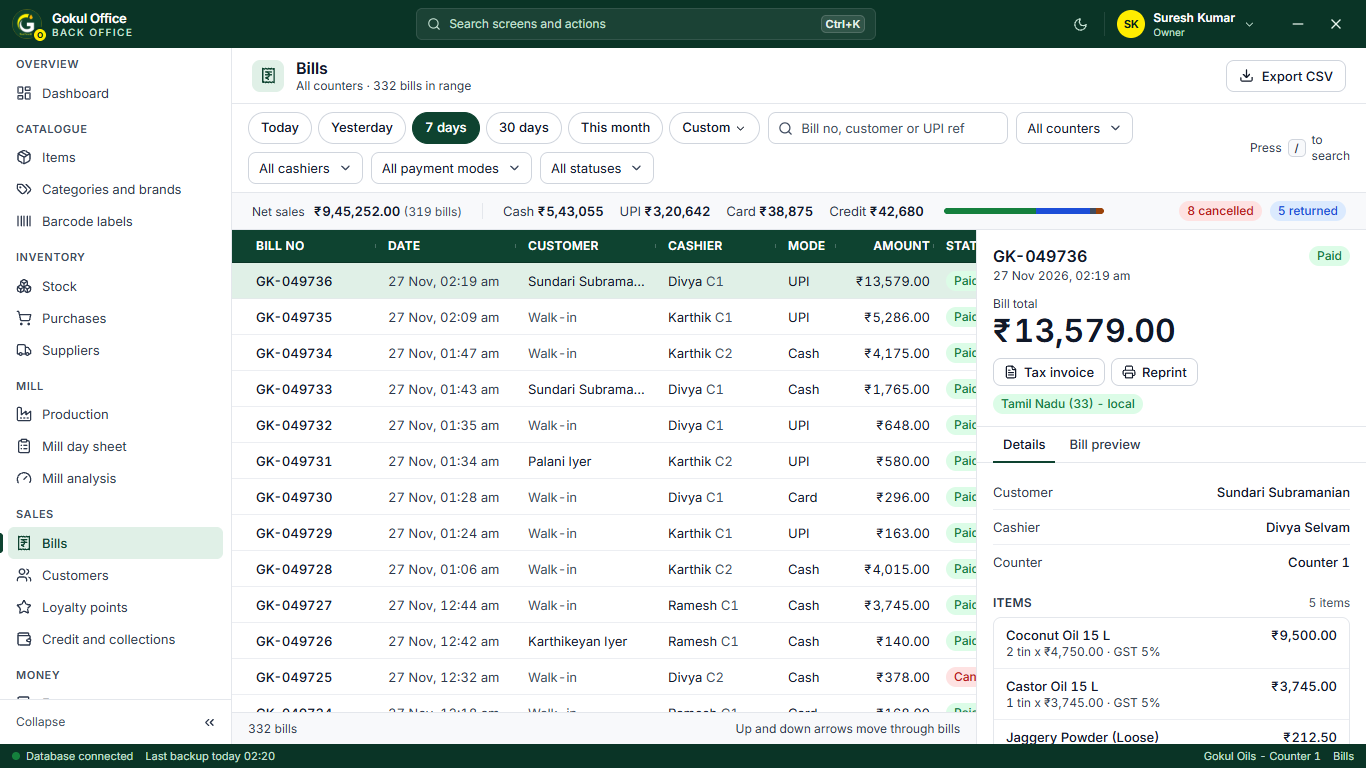 Gokul Office
BACK OFFICE
Search screens and actions
Ctrl+K
SK
Suresh Kumar
Owner
OVERVIEW
Dashboard
CATALOGUE
Items
Categories and brands
Barcode labels
INVENTORY
Stock
Purchases
Suppliers
MILL
Production
Mill day sheet
Mill analysis
SALES
Bills
Customers
Loyalty points
Credit and collections
MONEY
Collapse
Bills
All counters · 332 bills in range
Export CSV
Today
Yesterday
7 days
30 days
This month
Custom
Bill no, customer or UPI ref
All counters
Press / to search
All cashiers
All payment modes
All statuses
Net sales ₹9,45,252.00 (319 bills)
Cash ₹5,43,055 UPI ₹3,20,642 Card ₹38,875 Credit ₹42,680
8 cancelled
5 returned
BILL NO DATE CUSTOMER CASHIER MODE AMOUNT STAT
GK-049736 27 Nov, 02:19 am Sundari Subrama... Divya C1 UPI ₹13,579.00 Paid
GK-049735 27 Nov, 02:09 am Walk-in Karthik C1 UPI ₹5,286.00 Paid
GK-049734 27 Nov, 01:47 am Walk-in Karthik C2 Cash ₹4,175.00 Paid
GK-049733 27 Nov, 01:43 am Sundari Subrama... Divya C1 Cash ₹1,765.00 Paid
GK-049732 27 Nov, 01:35 am Walk-in Divya C1 UPI ₹648.00 Paid
GK-049731 27 Nov, 01:34 am Palani Iyer Karthik C2 UPI ₹580.00 Paid
GK-049730 27 Nov, 01:28 am Walk-in Divya C1 Card ₹296.00 Paid
GK-049729 27 Nov, 01:24 am Walk-in Karthik C1 UPI ₹163.00 Paid
GK-049728 27 Nov, 01:06 am Walk-in Karthik C2 Cash ₹4,015.00 Paid
GK-049727 27 Nov, 12:44 am Walk-in Ramesh C1 Cash ₹3,745.00 Paid
GK-049726 27 Nov, 12:42 am Karthikeyan Iyer Ramesh C1 Cash ₹140.00 Paid
GK-049725 27 Nov, 12:32 am Walk-in Divya C2 Cash ₹378.00 Can
332 bills
Up and down arrows move through bills
GK-049736
Paid
27 Nov 2026, 02:19 am
Bill total
₹13,579.00
Tax invoice
Reprint
Tamil Nadu (33) - local
Details
Bill preview
Customer Sundari Subramanian
Cashier Divya Selvam
Counter Counter 1
ITEMS 5 items
Coconut Oil 15 L ₹9,500.00
2 tin x ₹4,750.00 · GST 5%
Castor Oil 15 L ₹3,745.00
1 tin x ₹3,745.00 · GST 5%
Jaggery Powder (Loose) ₹212.50
Database connected
Last backup today 02:20
Gokul Oils - Counter 1
Bills